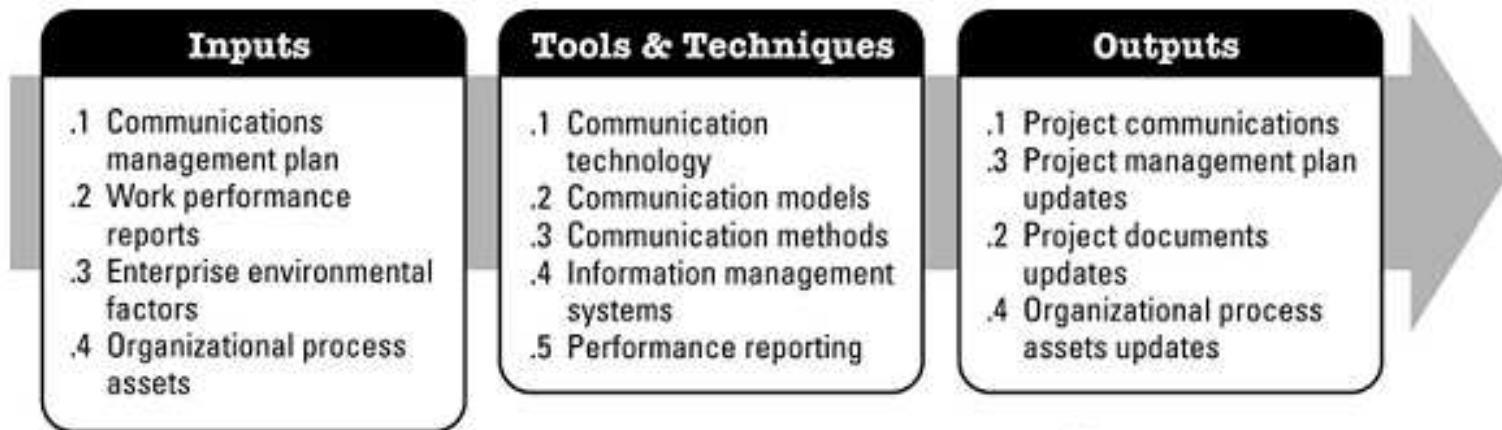 Inputs
.1 Communications
management plan
.2 Work performance
reports
.3 Enterprise environmental
factors
.4 Organizational process
assets
Tools & Techniques
.1 Communication
technology
.2 Communication models
.3 Communication methods
.4 Information management
systems
.5 Performance reporting
Outputs
.1 Project communications
.3 Project management plan
updates
.2 Project documents
updates
.4 Organizational process
assets updates